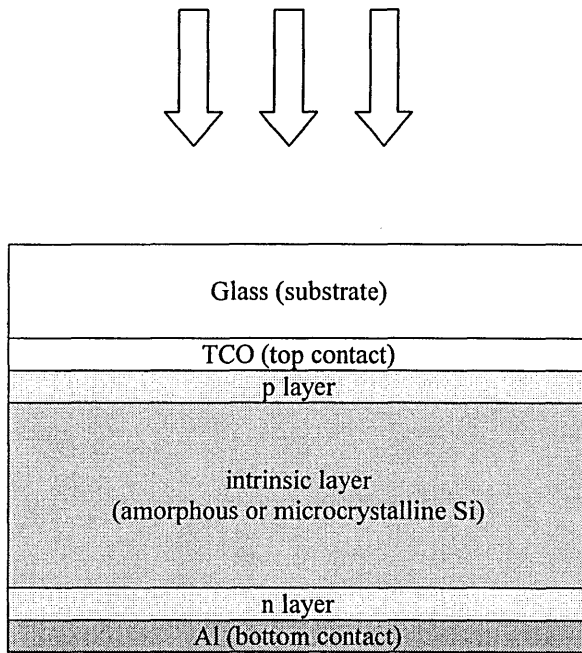 Glass (substrate)
TCO (top contact)
p layer
intrinsic layer
(amorphous or microcrystalline Si)
n layer
Al (bottom contact)